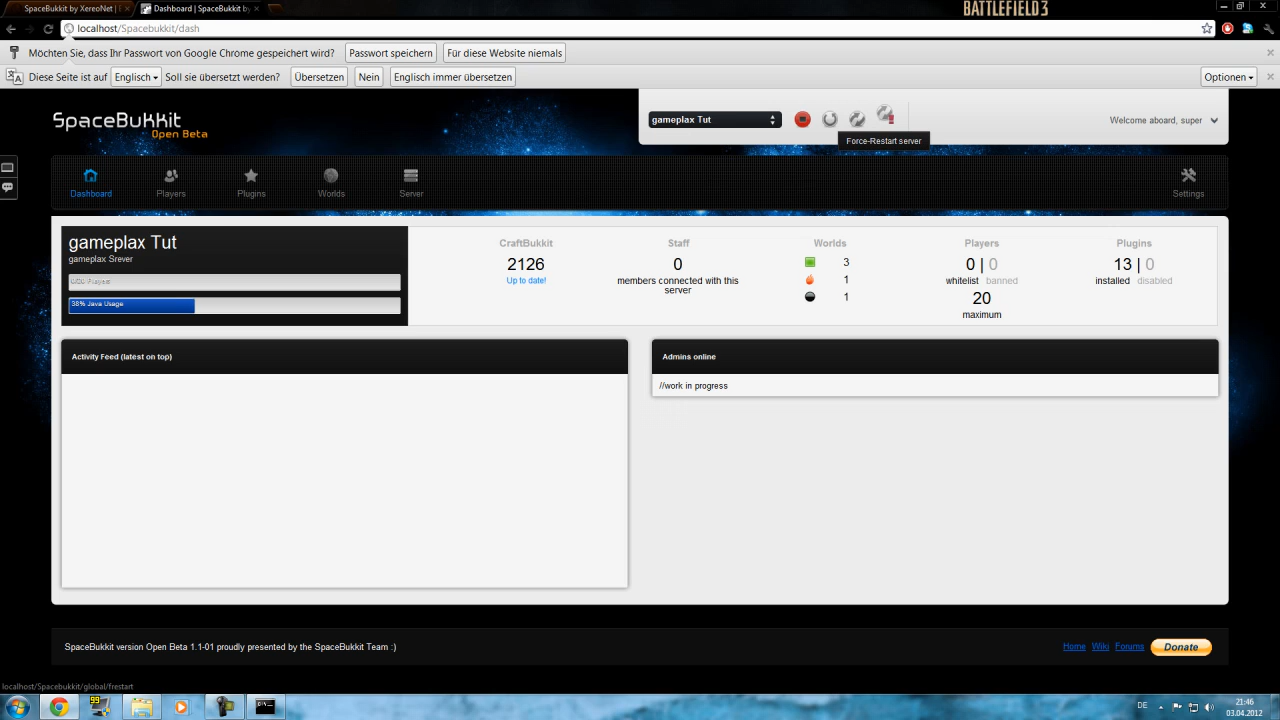 SpaceBukkit by XereoNet | E
Dashboard | SpaceBukkit by
BATTLEFIELD 3
localhost/Spacebukkit/dash
Möchten Sie, dass Ihr Passwort von Google Chrome gespeichert wird? Passwort speichern Für diese Website niemals
Diese Seite ist auf Englisch Soll sie übersetzt werden? Übersetzen Nein Englisch immer übersetzen Optionen
SpaceBukkit
Open Beta
gameplax Tut
Welcome aboard, super
Force-Restart server
Dashboard Players Plugins Worlds Server Settings
gameplax Tut
gameplax Srever
0/20 Players
38% Java Usage
CraftBukkit
2126
Up to date!
Staff
0
members connected with this
server
Worlds
3
1
1
Players
0 | 0
whitelist banned
20
maximum
Plugins
13 | 0
installed disabled
Activity Feed (latest on top)
Admins online
//work in progress
SpaceBukkit version Open Beta 1.1-01 proudly presented by the SpaceBukkit Team :)
Home Wiki Forums Donate
localhost/Spacebukkit/global/frestart
99
DE
21:46
03.04.2012